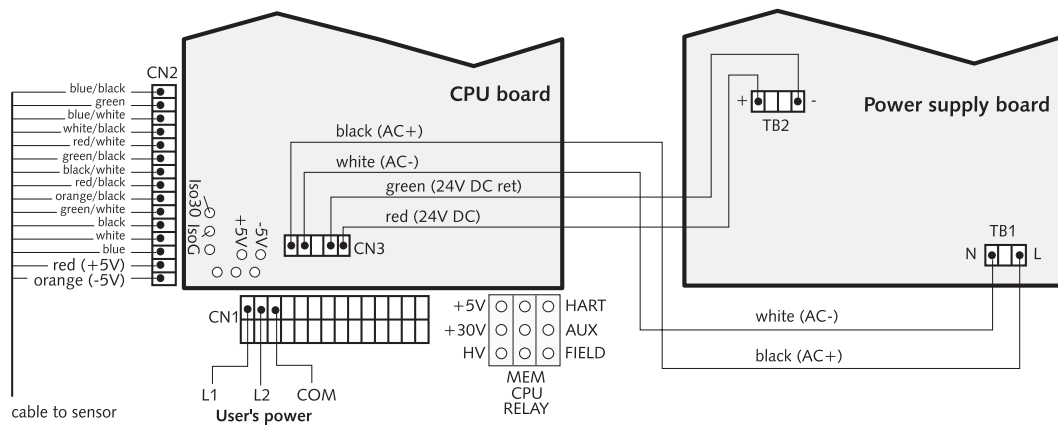 CN2
blue/black
green
blue/white
white/black
red/white
green/black
black/white
red/black
orange/black
green/white
black
white
blue
red (+5V)
orange (-5V)
cable to sensor
CPU board
black (AC+)
white (AC-)
green (24V DC ret)
red (24V DC)
Iso30
IsoG
+5V
-5V
CN3
CN1
L1
L2
COM
User's power
+5V
HART
+30V
AUX
HV
FIELD
MEM
CPU
RELAY
Power supply board
+
-
TB2
TB1
N
L
white (AC-)
black (AC+)